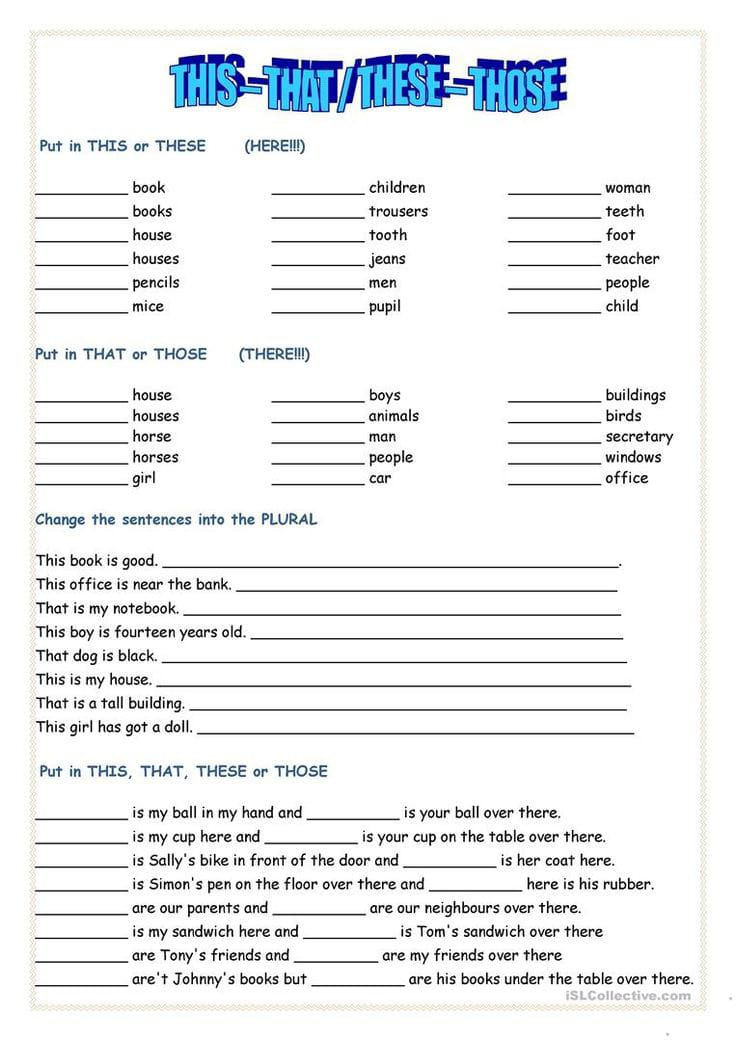 THIS – THAT / THESE – THOSE
Put in THIS or THESE (HERE!!!)
__________ book __________ children __________ woman
__________ books __________ trousers __________ teeth
__________ house __________ tooth __________ foot
__________ houses __________ jeans __________ teacher
__________ pencils __________ men __________ people
__________ mice __________ pupil __________ child
Put in THAT or THOSE (THERE!!!)
__________ house __________ boys __________ buildings
__________ houses __________ animals __________ birds
__________ horse __________ man __________ secretary
__________ horses __________ people __________ windows
__________ girl __________ car __________ office
Change the sentences into the PLURAL
This book is good. __________.
This office is near the bank. __________
That is my notebook. __________
This boy is fourteen years old. __________
That dog is black. __________
This is my house. __________
That is a tall building. __________
This girl has got a doll. __________
Put in THIS, THAT, THESE or THOSE
__________ is my ball in my hand and __________ is your ball over there.
__________ is my cup here and __________ is your cup on the table over there.
__________ is Sally's bike in front of the door and __________ is her coat here.
__________ is Simon's pen on the floor over there and __________ here is his rubber.
__________ are our parents and __________ are our neighbours over there.
__________ is my sandwich here and __________ is Tom's sandwich over there
__________ are Tony's friends and __________ are my friends over there
__________ are't Johnny's books but __________ are his books under the table over there.
iSLCollective.com